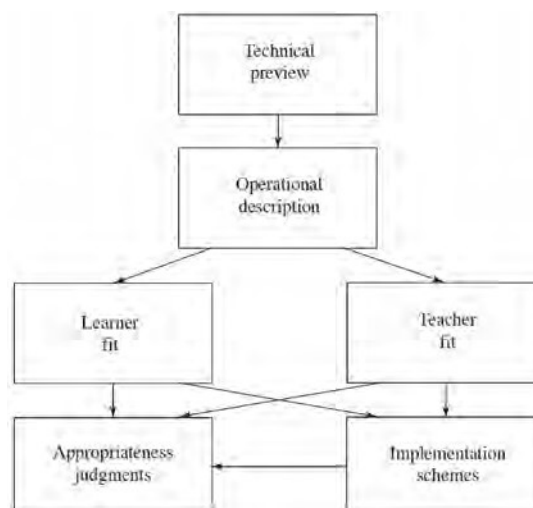 Technical
preview
Operational
description
Learner
fit
Teacher
fit
Appropriateness
judgments
Implementation
schemes